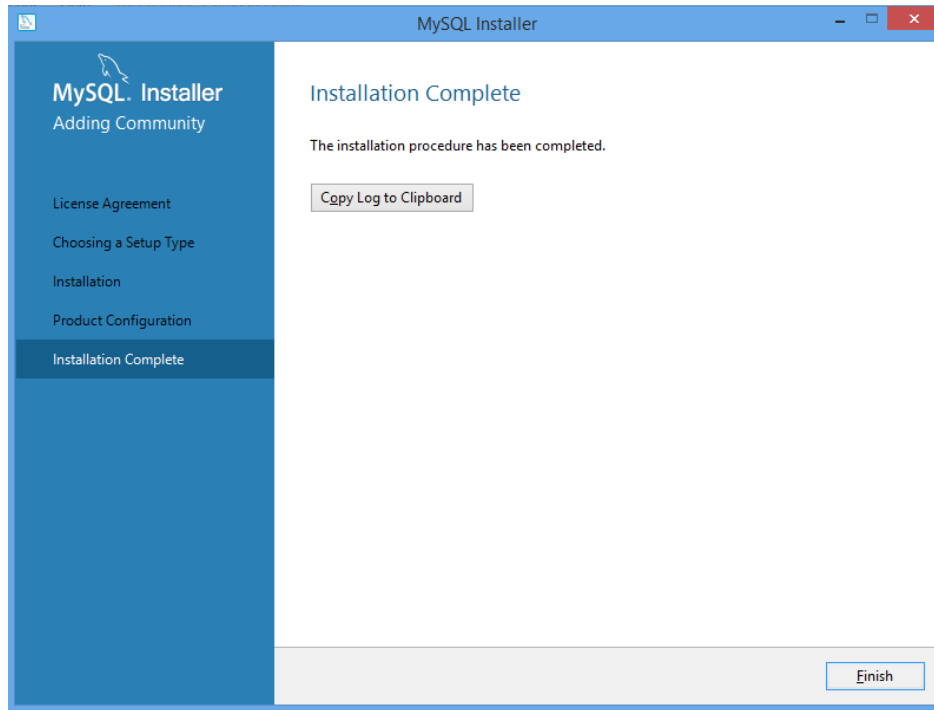 MySQL Installer
MySQL. Installer
Adding Community
License Agreement
Choosing a Setup Type
Installation
Product Configuration
Installation Complete
Installation Complete
The installation procedure has been completed.
Copy Log to Clipboard
Finish